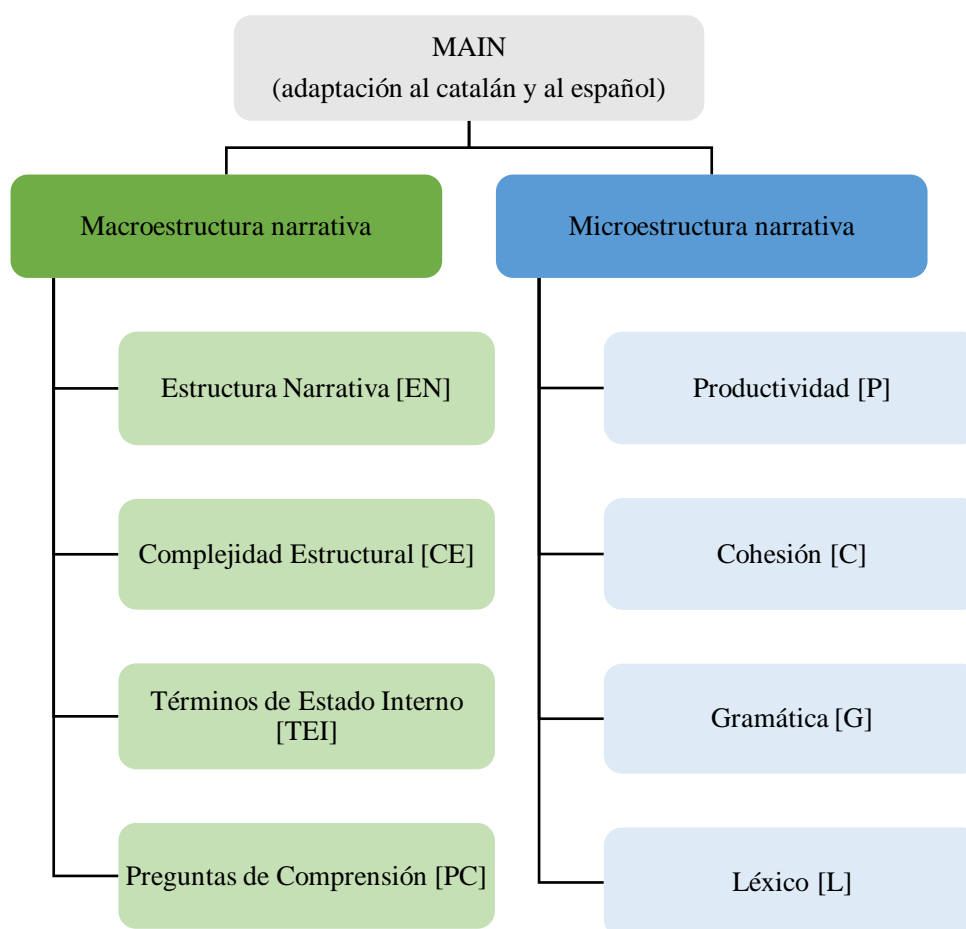 MAIN
(adaptación al catalán y al español)
Macroestructura narrativa
Microestructura narrativa
Estructura Narrativa [EN]
Productividad [P]
Complejidad Estructural [CE]
Cohesión [C]
Términos de Estado Interno
[TEI]
Gramática [G]
Preguntas de Comprensión [PC]
Léxico [L]